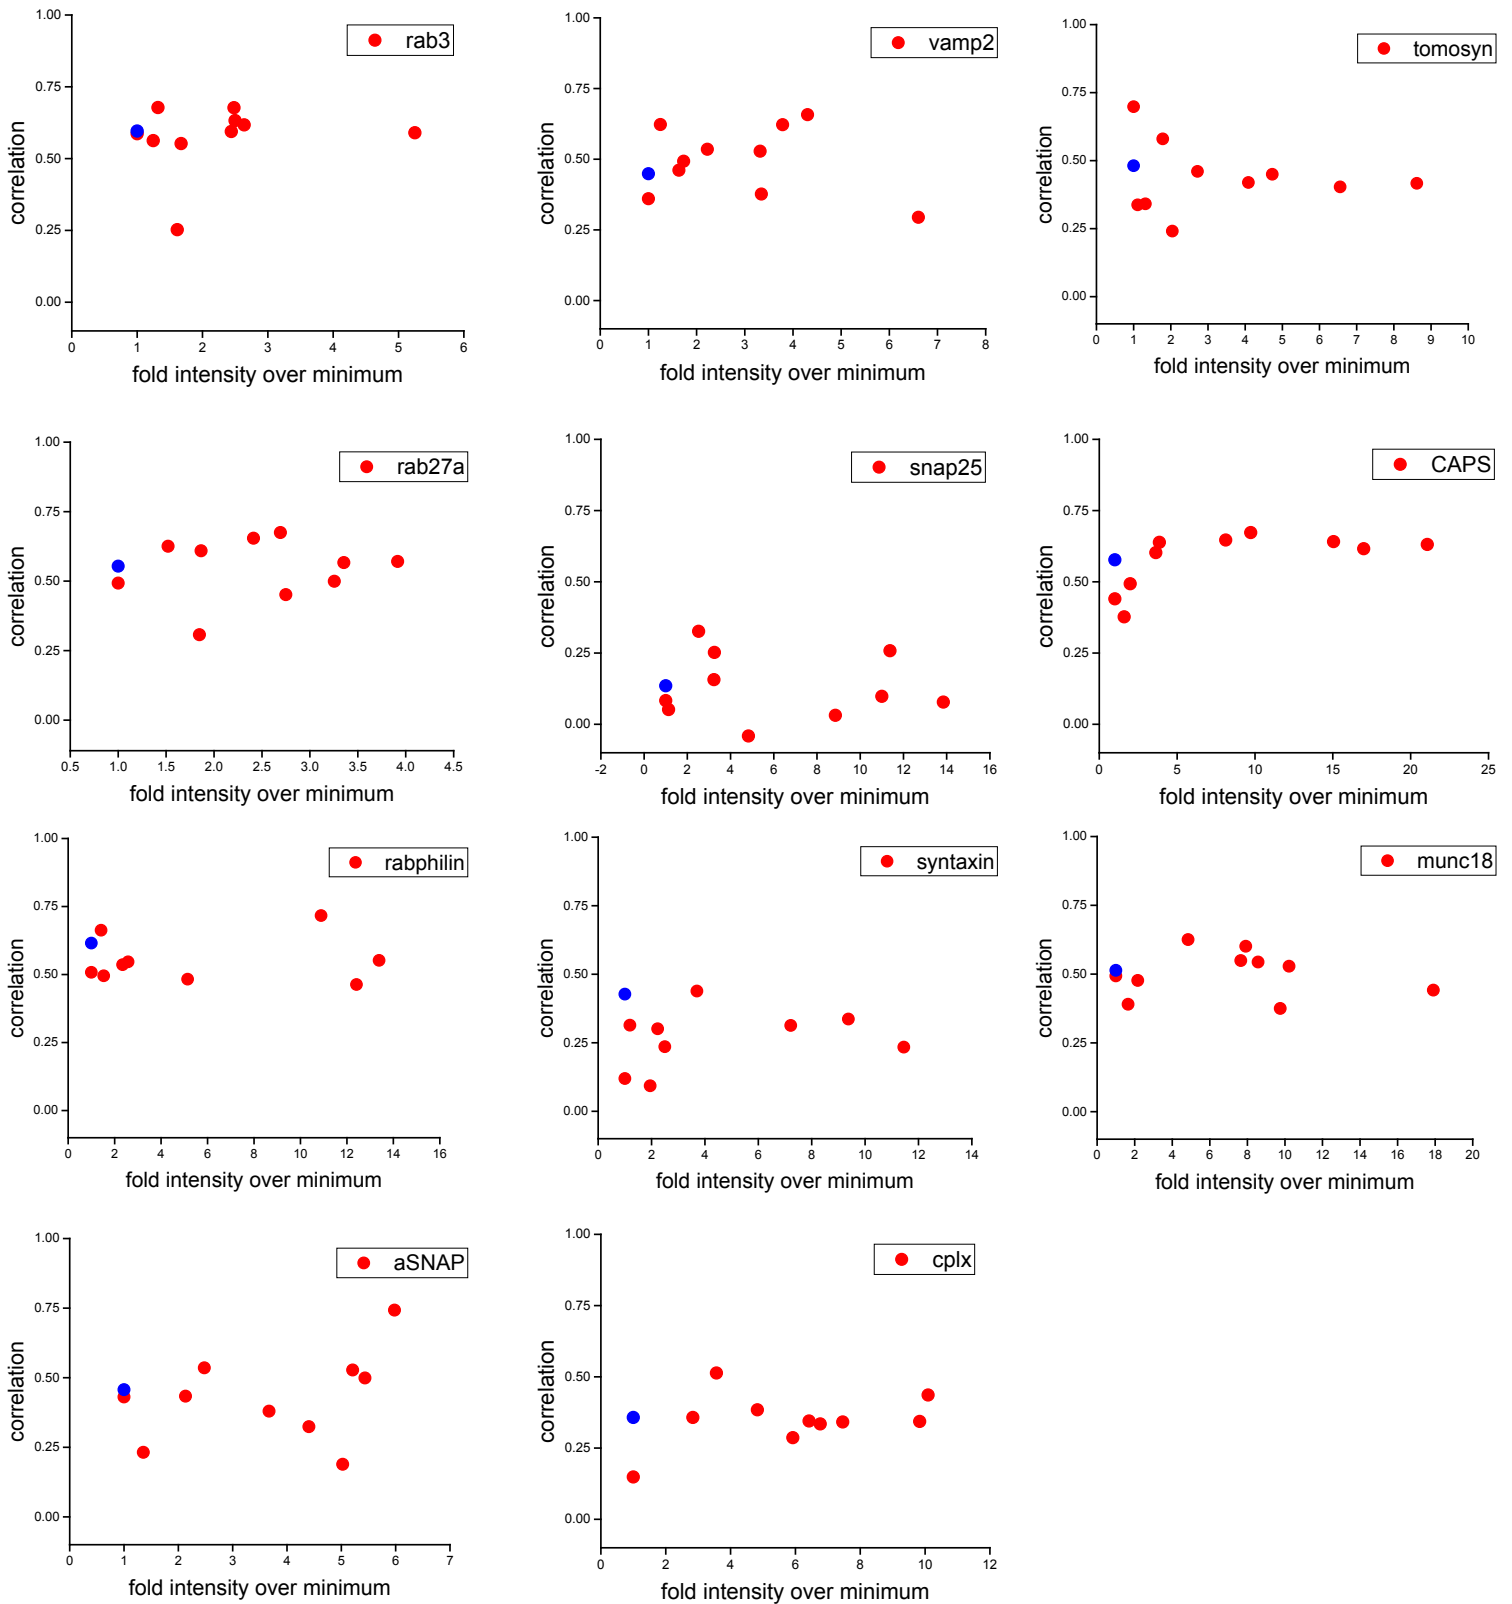 rab3
1.00
0.75
0.50
0.25
0.00
correlation
0 1 2 3 4 5 6
fold intensity over minimum
vamp2
1.00
0.75
0.50
0.25
0.00
correlation
0 1 2 3 4 5 6 7 8
fold intensity over minimum
tomosyn
1.00
0.75
0.50
0.25
0.00
correlation
0 1 2 3 4 5 6 7 8 9 10
fold intensity over minimum
rab27a
1.00
0.75
0.50
0.25
0.00
correlation
0.5 1.0 1.5 2.0 2.5 3.0 3.5 4.0 4.5
fold intensity over minimum
snap25
1.00
0.75
0.50
0.25
0.00
correlation
-2 0 2 4 6 8 10 12 14 16
fold intensity over minimum
CAPS
1.00
0.75
0.50
0.25
0.00
correlation
0 5 10 15 20 25
fold intensity over minimum
rabphilin
1.00
0.75
0.50
0.25
0.00
correlation
0 2 4 6 8 10 12 14 16
fold intensity over minimum
syntaxin
1.00
0.75
0.50
0.25
0.00
correlation
0 2 4 6 8 10 12 14
fold intensity over minimum
munc18
1.00
0.75
0.50
0.25
0.00
correlation
0 2 4 6 8 10 12 14 16 18 20
fold intensity over minimum
aSNAP
1.00
0.75
0.50
0.25
0.00
correlation
0 1 2 3 4 5 6 7
fold intensity over minimum
cplx
1.00
0.75
0.50
0.25
0.00
correlation
0 2 4 6 8 10 12
fold intensity over minimum